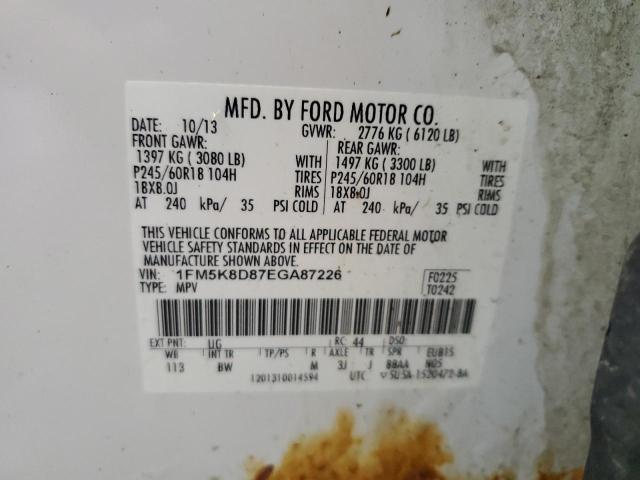 MFD. BY FORD MOTOR CO.
DATE: 10/13 GVWR: 2776 KG ( 6120 LB)
FRONT GAWR: REAR GAWR:
1397 KG ( 3080 LB) WITH 1497 KG ( 3300 LB) WITH
P245/60R18 104H TIRES P245/60R18 104H TIRES
18X8.0J RIMS 18X8.0J RIMS
AT 240 kPa/ 35 PSI COLD AT 240 kPa/ 35 PSI COLD
THIS VEHICLE CONFORMS TO ALL APPLICABLE FEDERAL MOTOR
VEHICLE SAFETY STANDARDS IN EFFECT ON THE DATE OF
MANUFACTURE SHOWN ABOVE.
VIN: 1FM5K8D87EGA87226 F0225
TYPE: MPV T0242
EXT PNT: UG RC: 44 DSO:
WB INT TR TP/PS R AXLE TR SPR EUB15
113 BW M 3J J BBAA N05
1201310014594 UTC